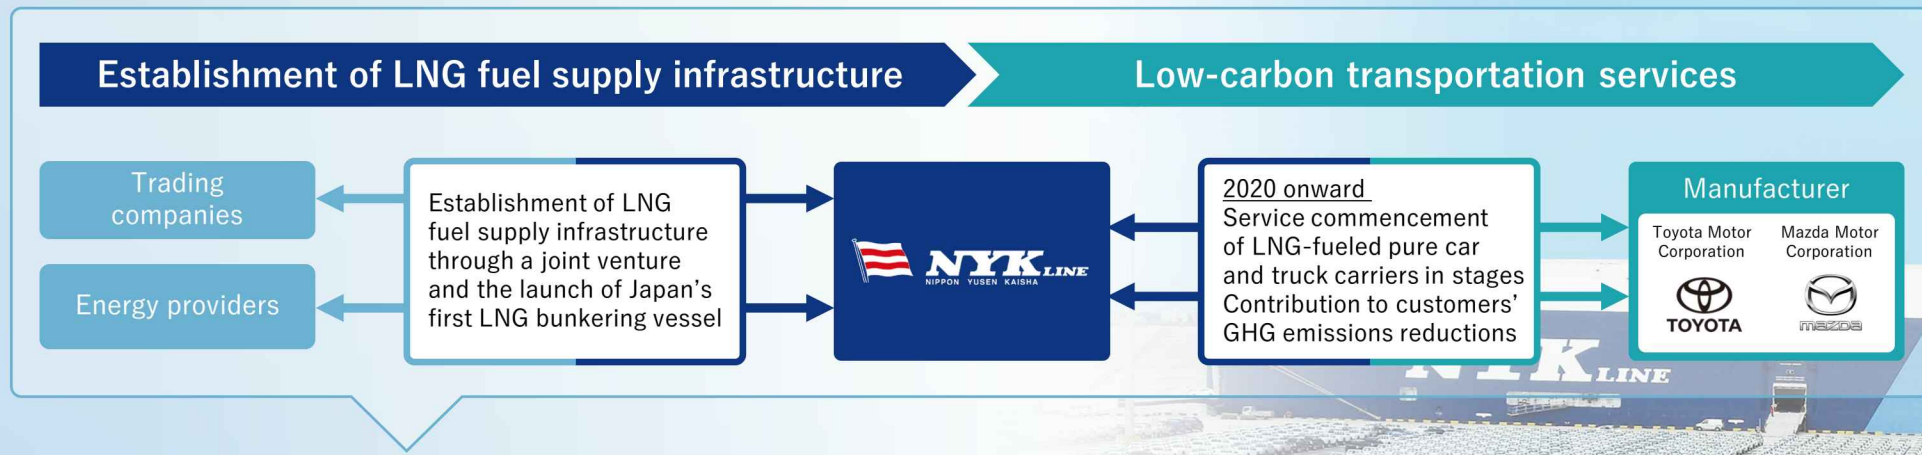 Establishment of LNG fuel supply infrastructure
Low-carbon transportation services
Trading
companies
Energy providers
Establishment of LNG
fuel supply infrastructure
through a joint venture
and the launch of Japan's
first LNG bunkering vessel
NYK LINE
NIPPON YUSEN KAISHA
2020 onward
Service commencement
of LNG-fueled pure car
and truck carriers in stages
Contribution to customers'
GHG emissions reductions
Manufacturer
Toyota Motor
Corporation
TOYOTA
Mazda Motor
Corporation
mazda
NYK LINE